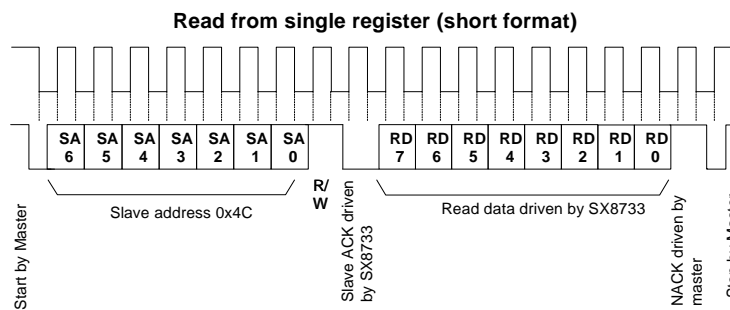 Read from single register (short format)
SA 6 SA 5 SA 4 SA 3 SA 2 SA 1 SA 0
RD 7 RD 6 RD 5 RD 4 RD 3 RD 2 RD 1 RD 0
Slave address 0x4C
R/
W
Read data driven by SX8733
Start by Master
Slave ACK driven
by SX8733
NACK driven by
master